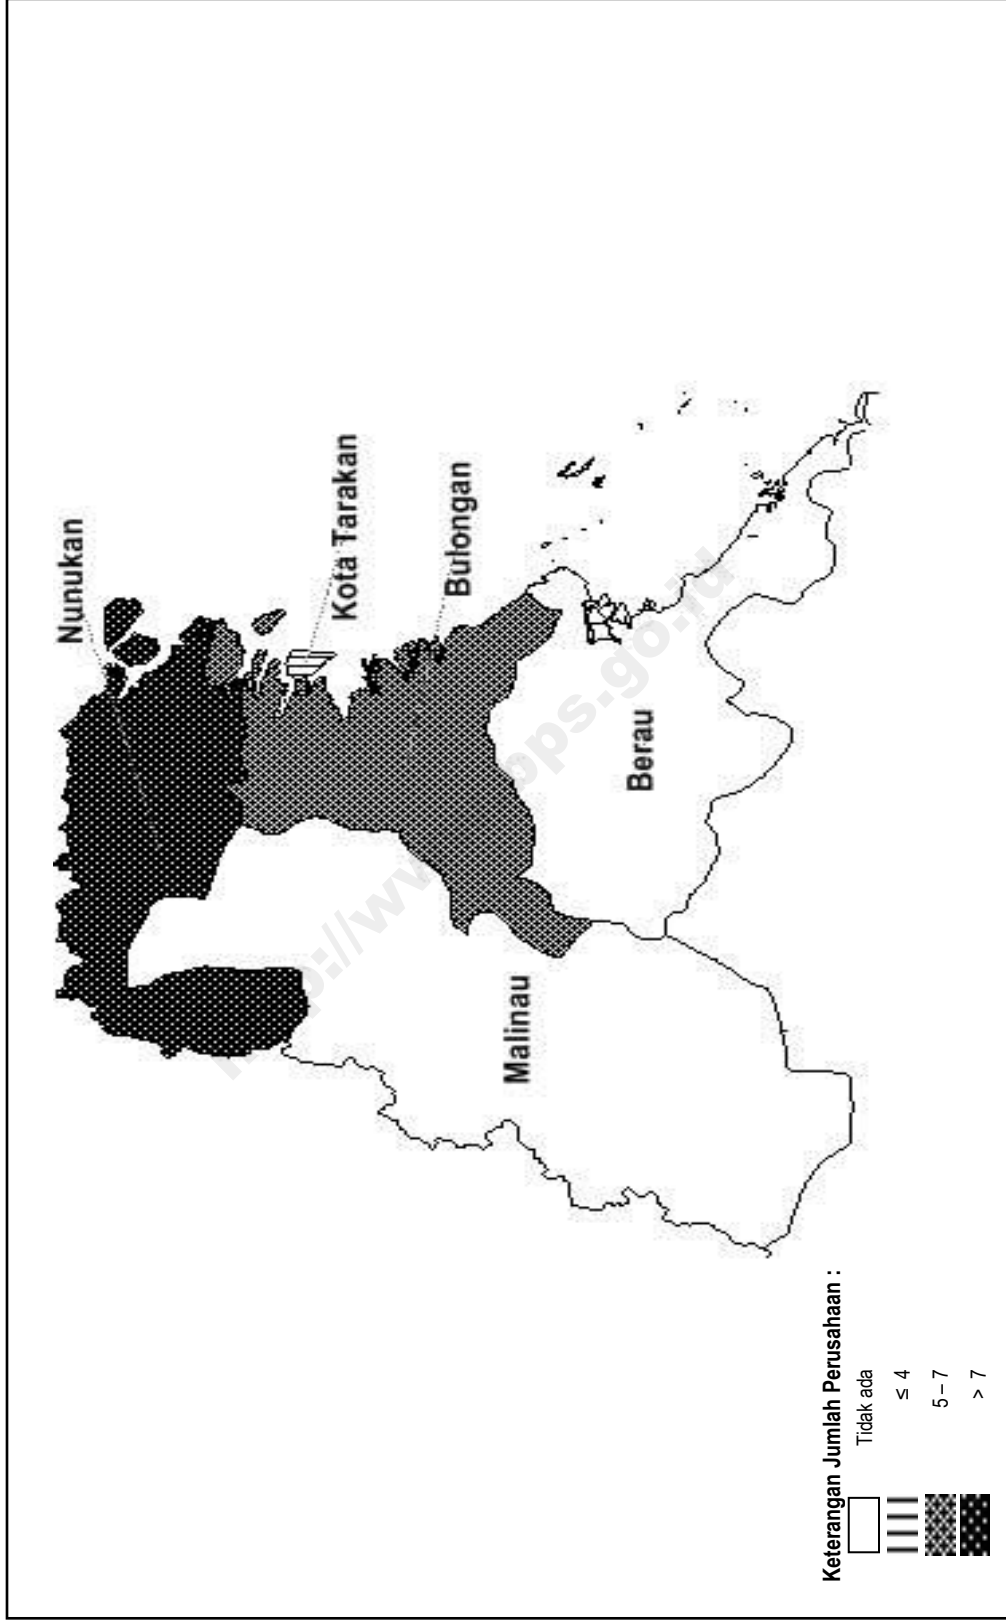 Nunukan
Kota Tarakan
Bulongan
Berau
Malinau
Keterangan Jumlah Perusahaan :
Tidak ada
≤ 4
5 – 7
> 7